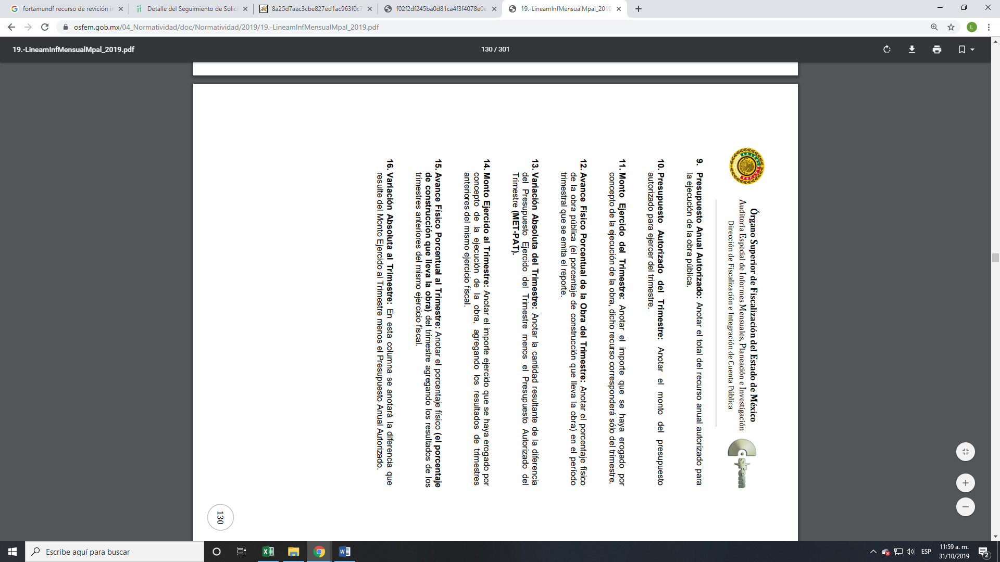 fortamundf recurso de revición in
Detalle del Seguimiento de Solici
8a25d7aac3cbe827ed1ac963f0c7
f02f2df245ba0d81ca4f3f4078e0e
19.-LineamInfMensualMpal_2019
osfem.gob.mx/04_Normatividad/doc/Normatividad/2019/19.-LineamInfMensualMpal_2019.pdf
L
19.-LineamInfMensualMpal_2019.pdf
130 / 301
LX LEGISLATURA
Órgano Superior de Fiscalización del Estado de México
Auditoría Especial de Informes Mensuales, Planeación e Investigación
Dirección de Fiscalización e Integración de Cuenta Pública
osfem
9. Presupuesto Anual Autorizado: Anotar el total del recurso anual autorizado para
la ejecución de la obra pública.
10. Presupuesto Autorizado del Trimestre: Anotar el monto del presupuesto
autorizado para ejercer del trimestre.
11. Monto Ejercido del Trimestre: Anotar el importe que se haya erogado por
concepto de la ejecución de la obra, dicho recurso corresponderá sólo del trimestre.
12. Avance Físico Porcentual de la Obra del Trimestre: Anotar el porcentaje físico
de la obra pública (el porcentaje de construcción que lleva la obra) en el período
trimestral que se emita el reporte.
13. Variación Absoluta del Trimestre: Anotar la cantidad resultante de la diferencia
del Presupuesto Ejercido del Trimestre menos el Presupuesto Autorizado del
Trimestre (MET-PAT).
14. Monto Ejercido al Trimestre: Anotar el importe ejercido que se haya erogado por
concepto de la ejecución de la obra, agregando los resultados de trimestres
anteriores del mismo ejercicio fiscal.
15. Avance Físico Porcentual al Trimestre: Anotar el porcentaje físico (el porcentaje
de construcción que lleva la obra) del trimestre agregando los resultados de los
trimestres anteriores del mismo ejercicio fiscal.
16. Variación Absoluta al Trimestre: En esta columna se anotará la diferencia que
resulte del Monto Ejercido al Trimestre menos el Presupuesto Anual Autorizado.
130
Escribe aquí para buscar
ESP
11:59 a. m.
31/10/2019
2